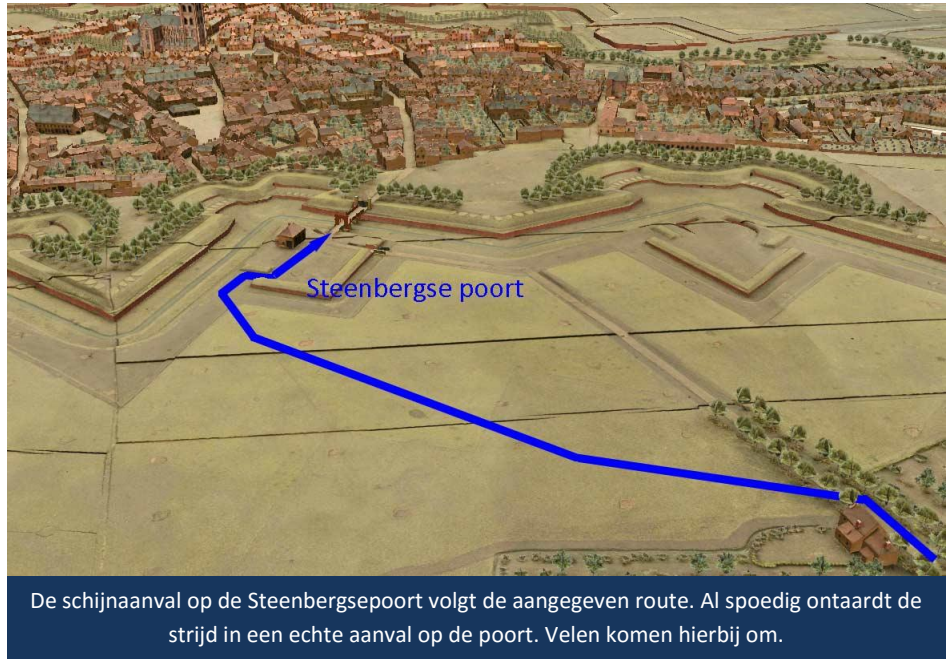 Steenbergse poort
De schijnaanval op de Steenbergsepoort volgt de aangegeven route. Al spoedig ontaardt de
strijd in een echte aanval op de poort. Velen komen hierbij om.